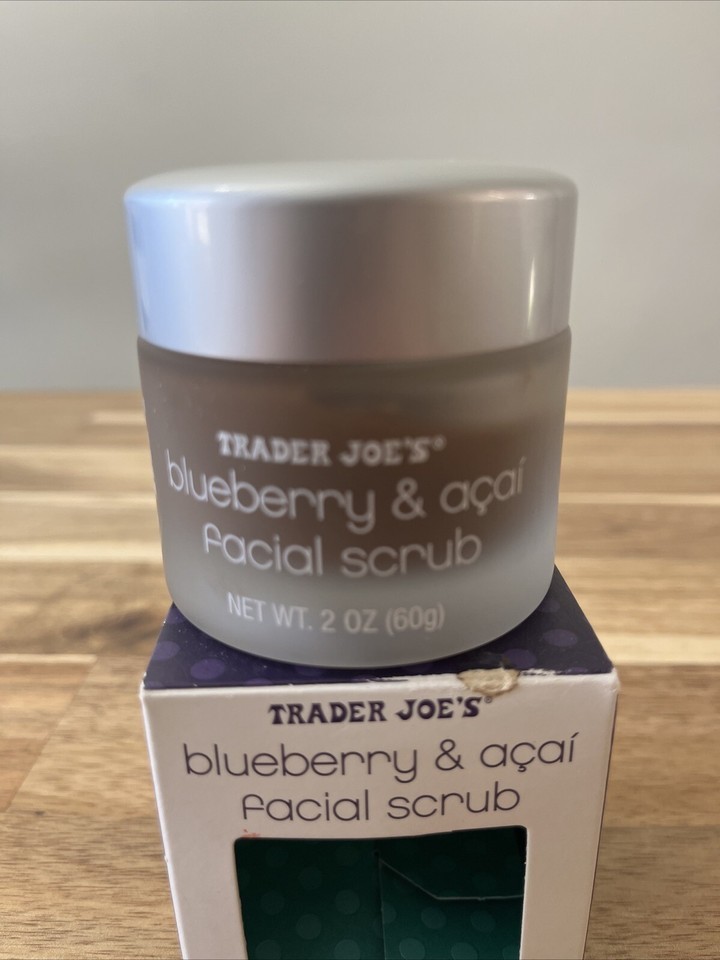 TRADER JOE'S®
blueberry & açaí
facial scrub
NET WT. 2 OZ (60g)
TRADER JOE'S®
blueberry & açaí
facial scrub